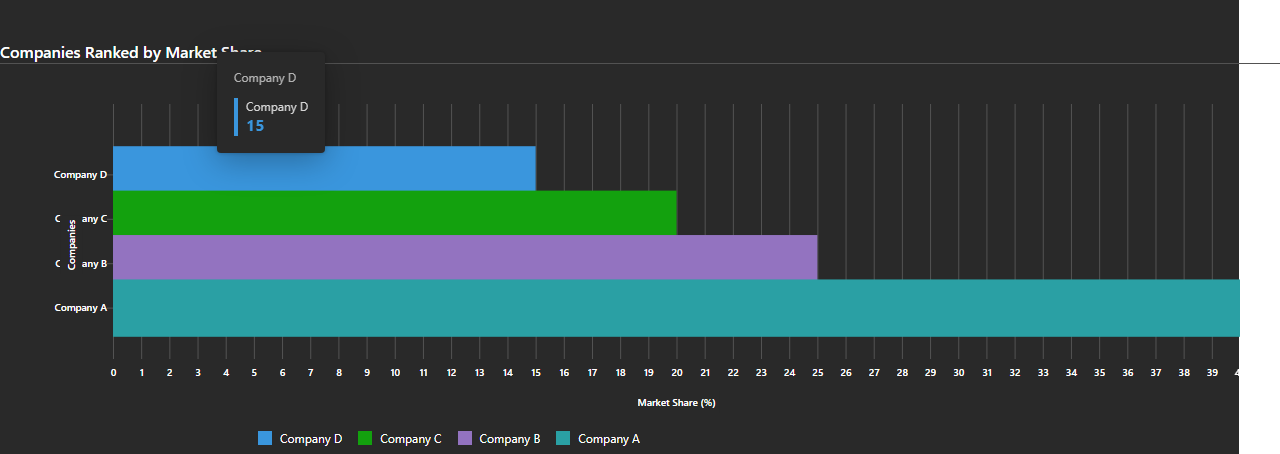 Companies Ranked by Market Share
Company D
Company D
15
Company D
Companies
Company A
0 1 2 3 4 5 6 7 8 9 10 11 12 13 14 15 16 17 18 19 20 21 22 23 24 25 26 27 28 29 30 31 32 33 34 35 36 37 38 39
Market Share (%)
Company D Company C Company B Company A